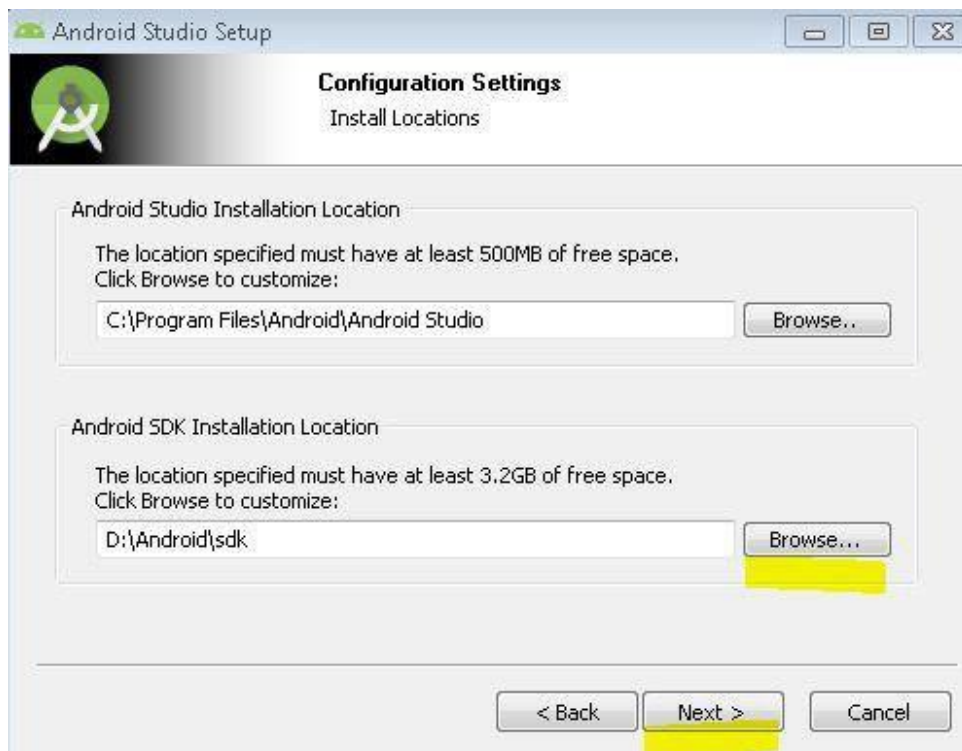 Android Studio Setup
Configuration Settings
Install Locations
Android Studio Installation Location
The location specified must have at least 500MB of free space.
Click Browse to customize:
C:\Program Files\Android\Android Studio
Browse..
Android SDK Installation Location
The location specified must have at least 3.2GB of free space.
Click Browse to customize:
D:\Android\sdk
Browse...
< Back
Next >
Cancel